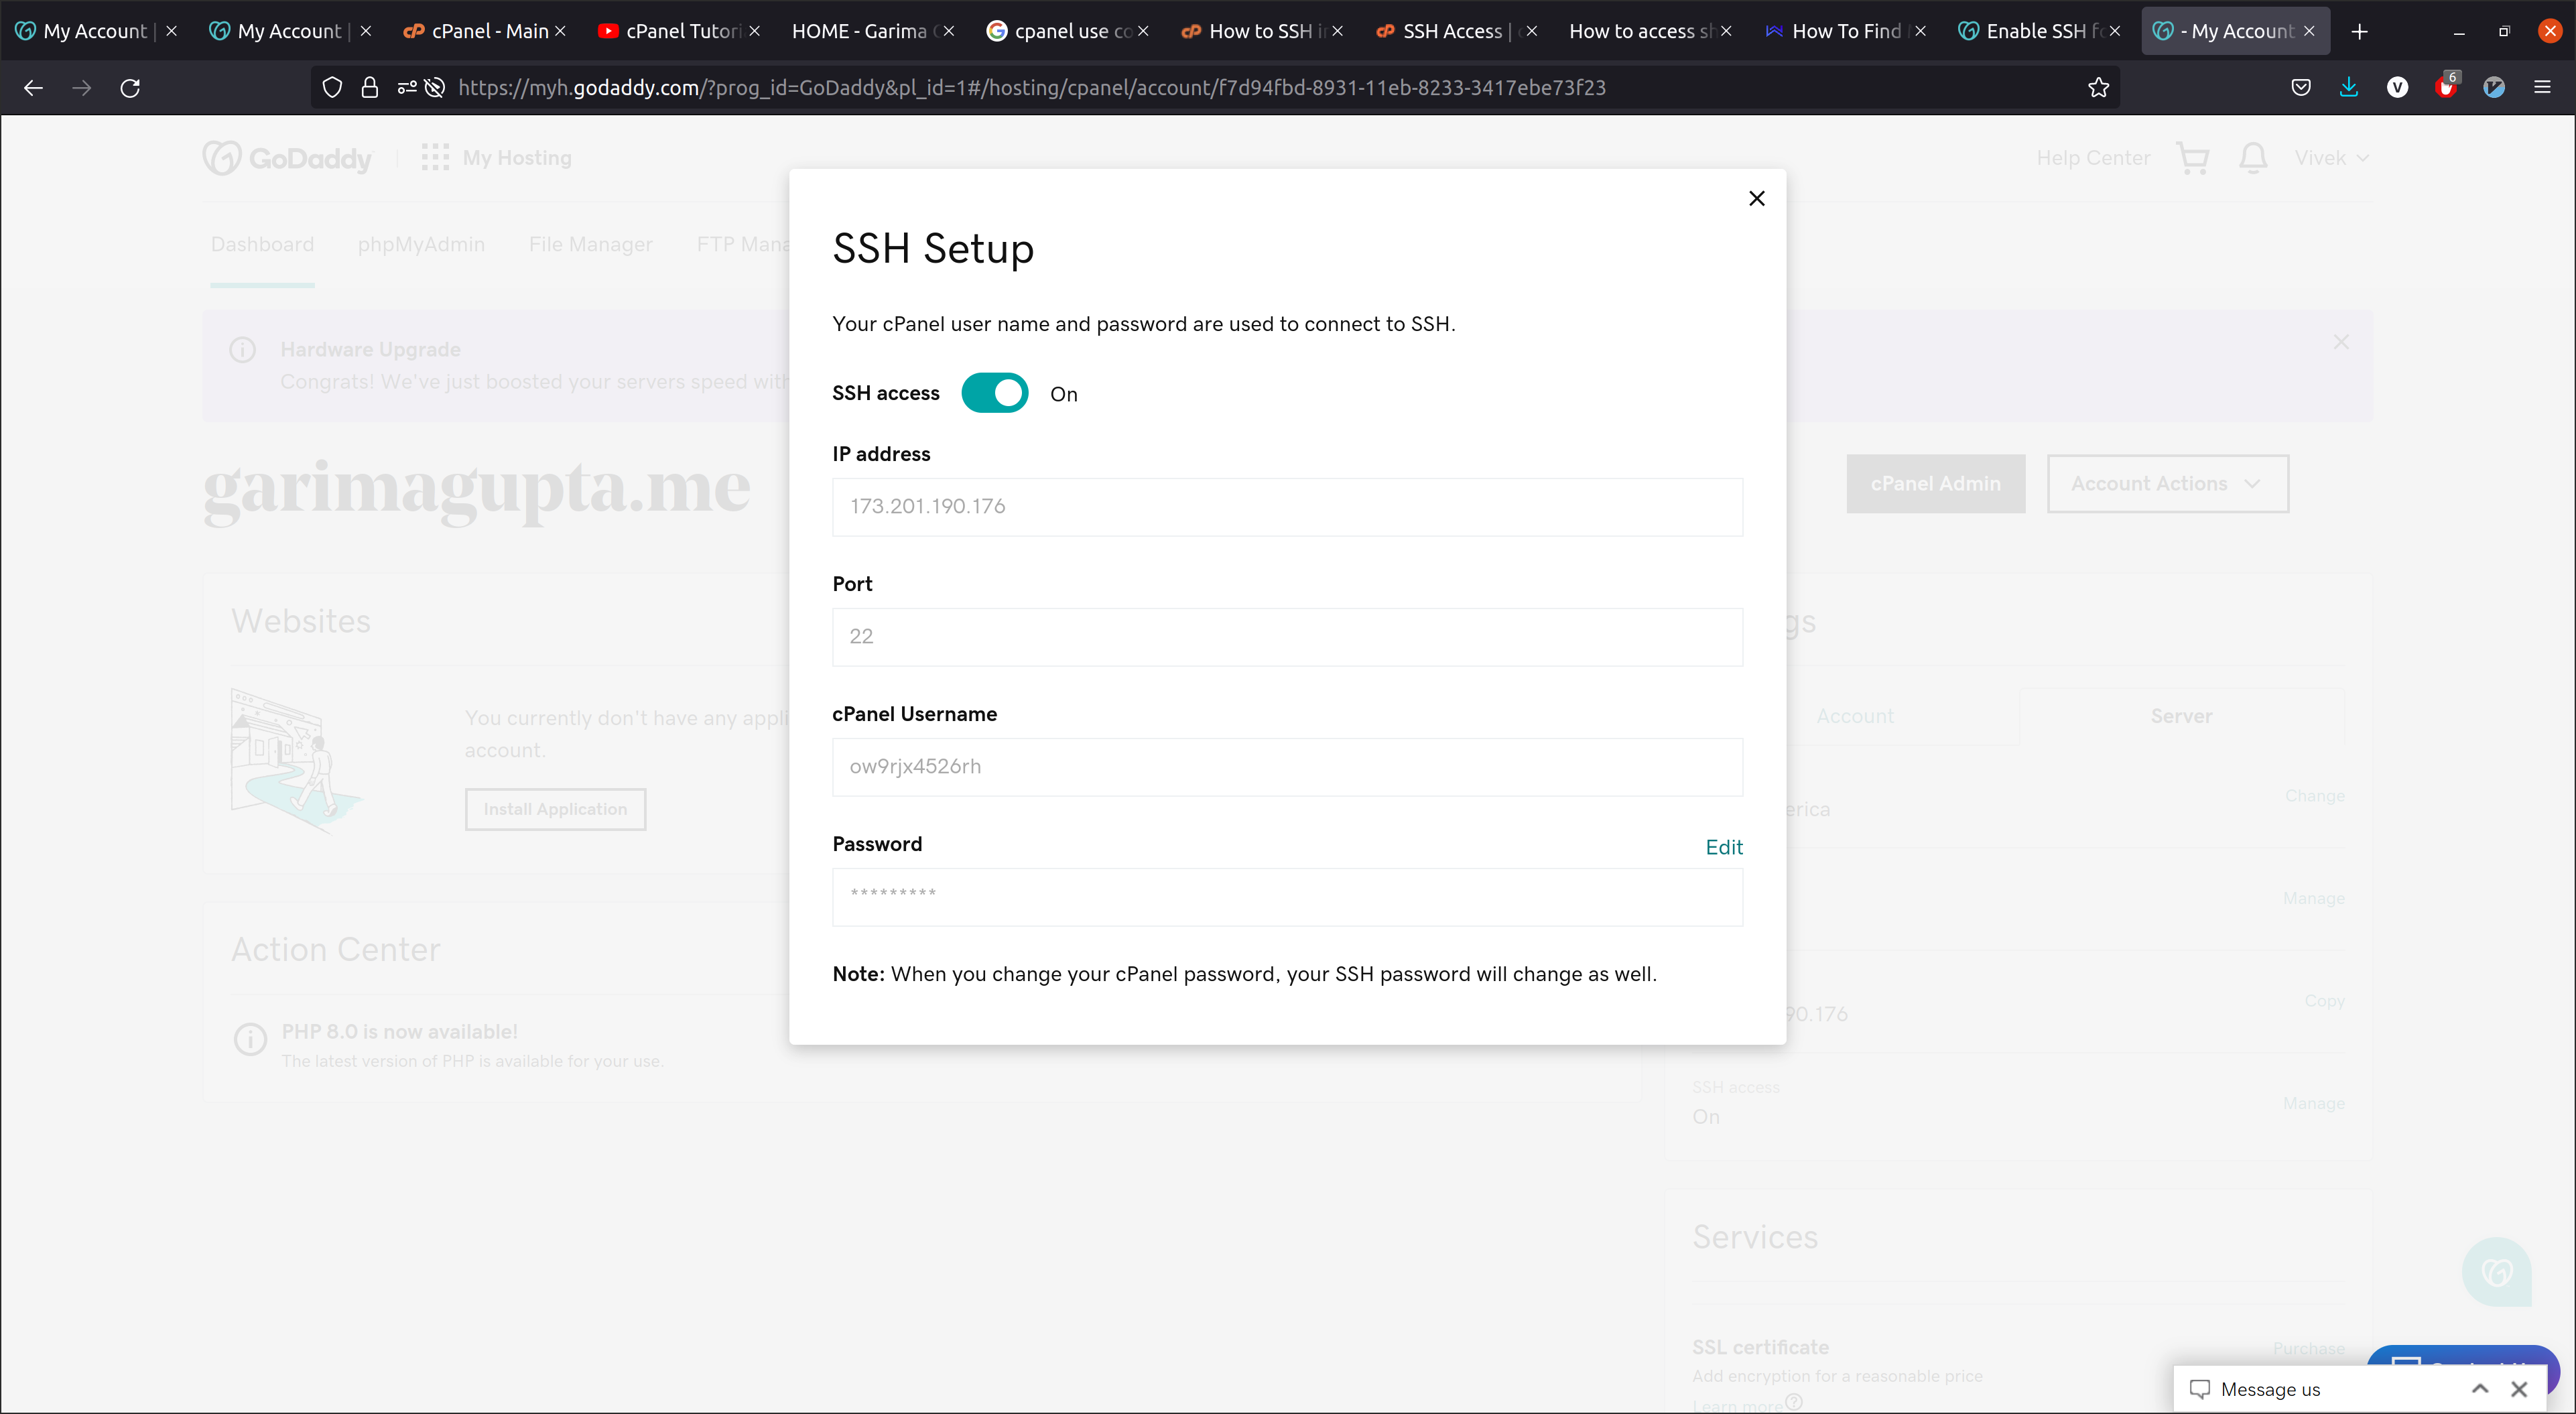 My Account |
My Account |
cPanel - Main
cPanel Tutori
HOME - Garima
cpanel use co
How to SSH i
SSH Access |
How to access sh
How To Find
Enable SSH f
- My Account
https://myh.godaddy.com/?prog_id=GoDaddy&pl_id=1#/hosting/cpanel/account/f7d94fbd-8931-11eb-8233-3417ebe73f23
V
6
GoDaddy
My Hosting
Help Center
Vivek
Dashboard
phpMyAdmin
File Manager
FTP Mana
Hardware Upgrade
Congrats! We've just boosted your servers speed with
garimagupta.me
cPanel Admin
Account Actions
Websites
You currently don't have any appli
account.
Install Application
Action Center
PHP 8.0 is now available!
The latest version of PHP is available for your use.
SSH Setup
Your cPanel user name and password are used to connect to SSH.
SSH access
On
IP address
173.201.190.176
Port
22
cPanel Username
ow9rjx4526rh
Password
Edit
*********
Note: When you change your cPanel password, your SSH password will change as well.
gs
Account
Server
erica
Change
Manage
90.176
Copy
SSH access
On
Manage
Services
SSL certificate
Purchase
Add encryption for a reasonable price
Learn more
Message us